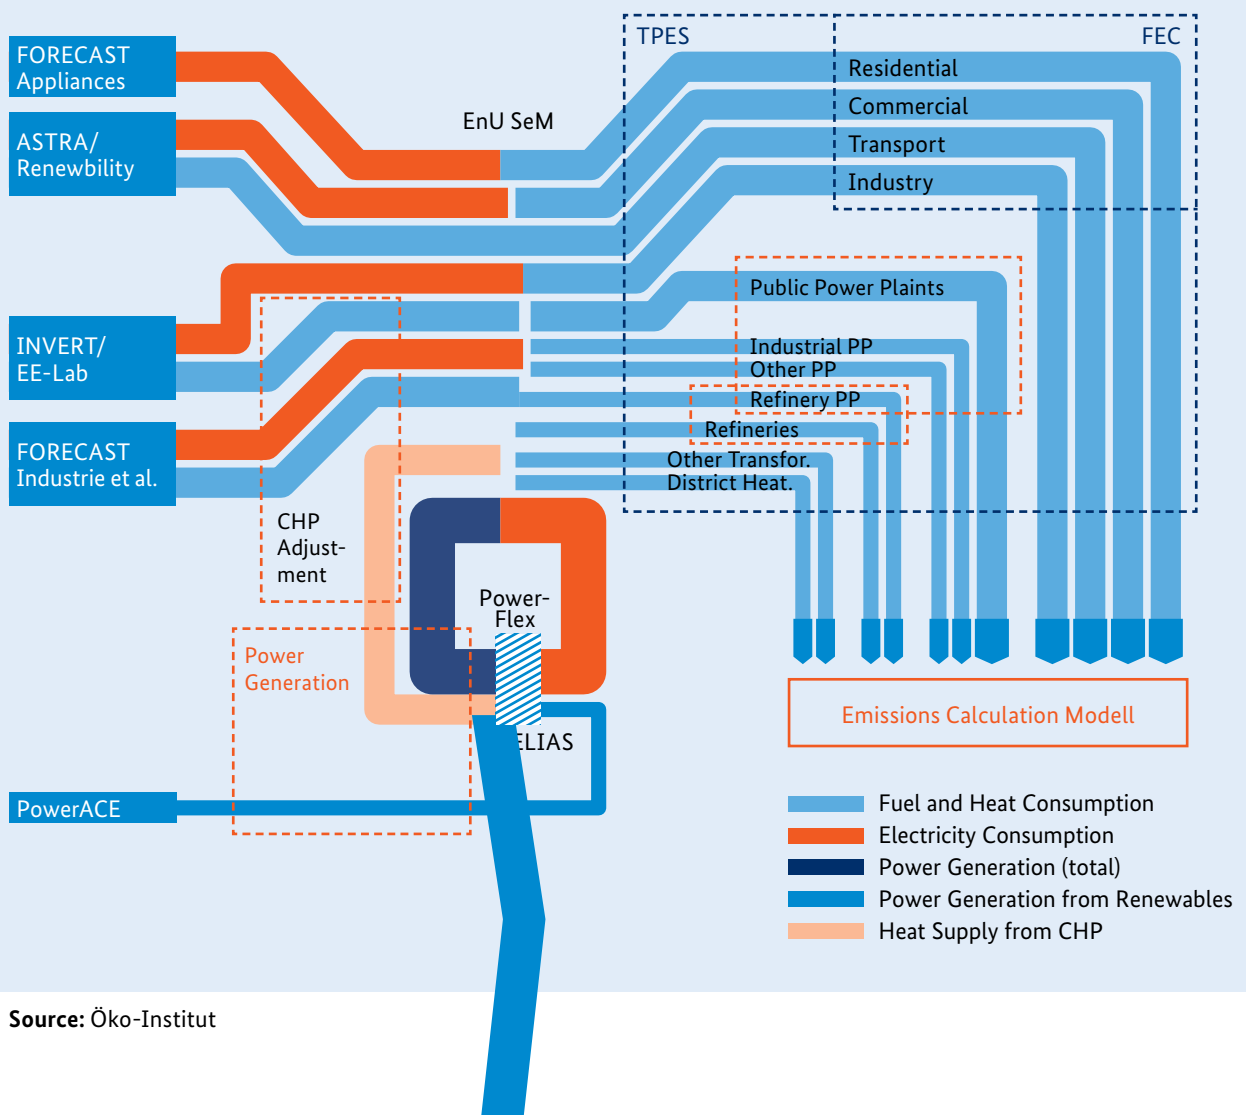 FORECAST
Appliances
ASTRA/
Renewbility
INVERT/
EE-Lab
FORECAST
Industrie et al.
PowerACE
EnU SeM
TPES
FEC
Residential
Commercial
Transport
Industry
Public Power Plaints
Industrial PP
Other PP
Refinery PP
Refineries
Other Transfor.
District Heat.
CHP
Adjust-
ment
Power-
Flex
Power
Generation
ELIAS
Emissions Calculation Modell
Fuel and Heat Consumption
Electricity Consumption
Power Generation (total)
Power Generation from Renewables
Heat Supply from CHP
Source: Öko-Institut